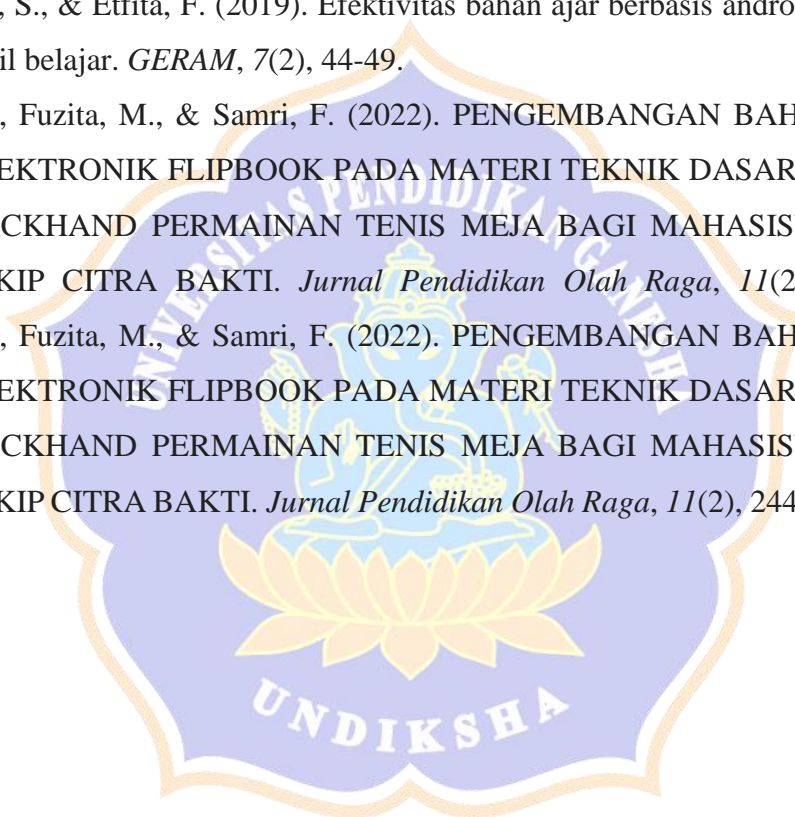 , S., & Etfita, F. (2019). Efektivitas bahan ajar berbasis andro
il belajar. GERAM, 7(2), 44-49.
, Fuzita, M., & Samri, F. (2022). PENGEMBANGAN BAH
EKTRONIK FLIPBOOK PADA MATERI TEKNIK DASAR
CKHAND PERMAINAN TENIS MEJA BAGI MAHASIS
KIP CITRA BAKTI. Jurnal Pendidikan Olah Raga, 11(2
, Fuzita, M., & Samri, F. (2022). PENGEMBANGAN BAH
EKTRONIK FLIPBOOK PADA MATERI TEKNIK DASAR
CKHAND PERMAINAN TENIS MEJA BAGI MAHASIS
KIP CITRA BAKTI. Jurnal Pendidikan Olah Raga, 11(2), 244
UNIVERSITAS PENDIDIKAN GANESHA
UNDIKSHA